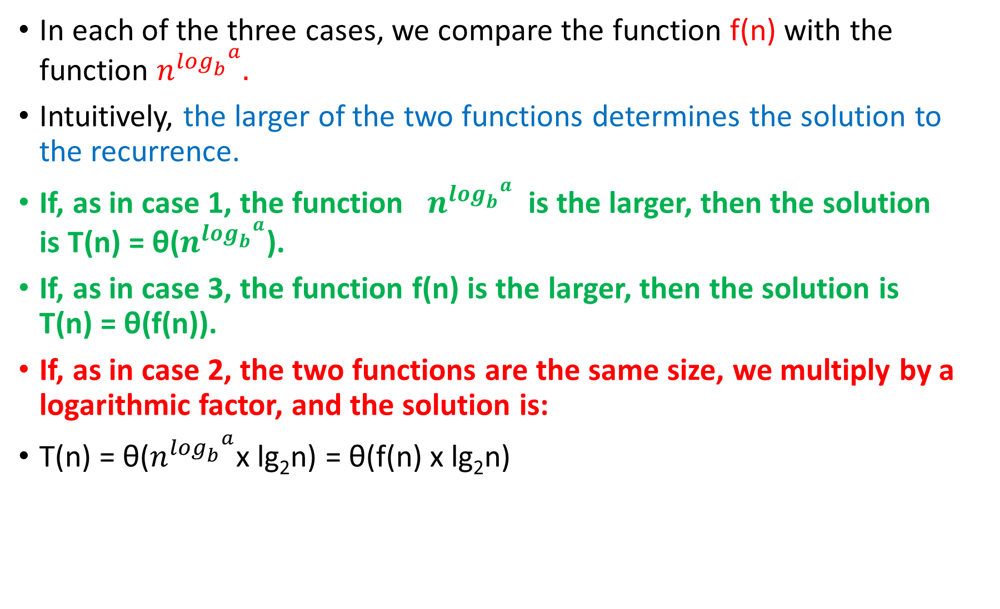 • In each of the three cases, we compare the function f(n) with the
function $n^{log_b{}^a}$.
• Intuitively, the larger of the two functions determines the solution to
the recurrence.
• If, as in case 1, the function $n^{log_b{}^a}$ is the larger, then the solution
is T(n) = θ($n^{log_b{}^a}$).
• If, as in case 3, the function f(n) is the larger, then the solution is
T(n) = θ(f(n)).
• If, as in case 2, the two functions are the same size, we multiply by a
logarithmic factor, and the solution is:
• T(n) = θ($n^{log_b{}^a}$x lg₂n) = θ(f(n) x lg₂n)